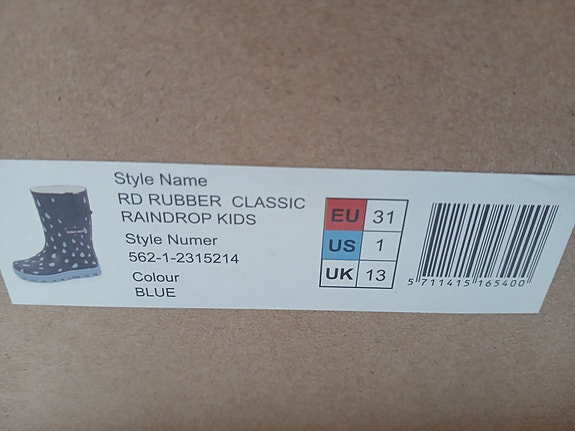 Style Name
RD RUBBER CLASSIC
RAINDROP KIDS
Style Numer
562-1-2315214
Colour
BLUE
EU 31
US 1
UK 13
5 711415 165400